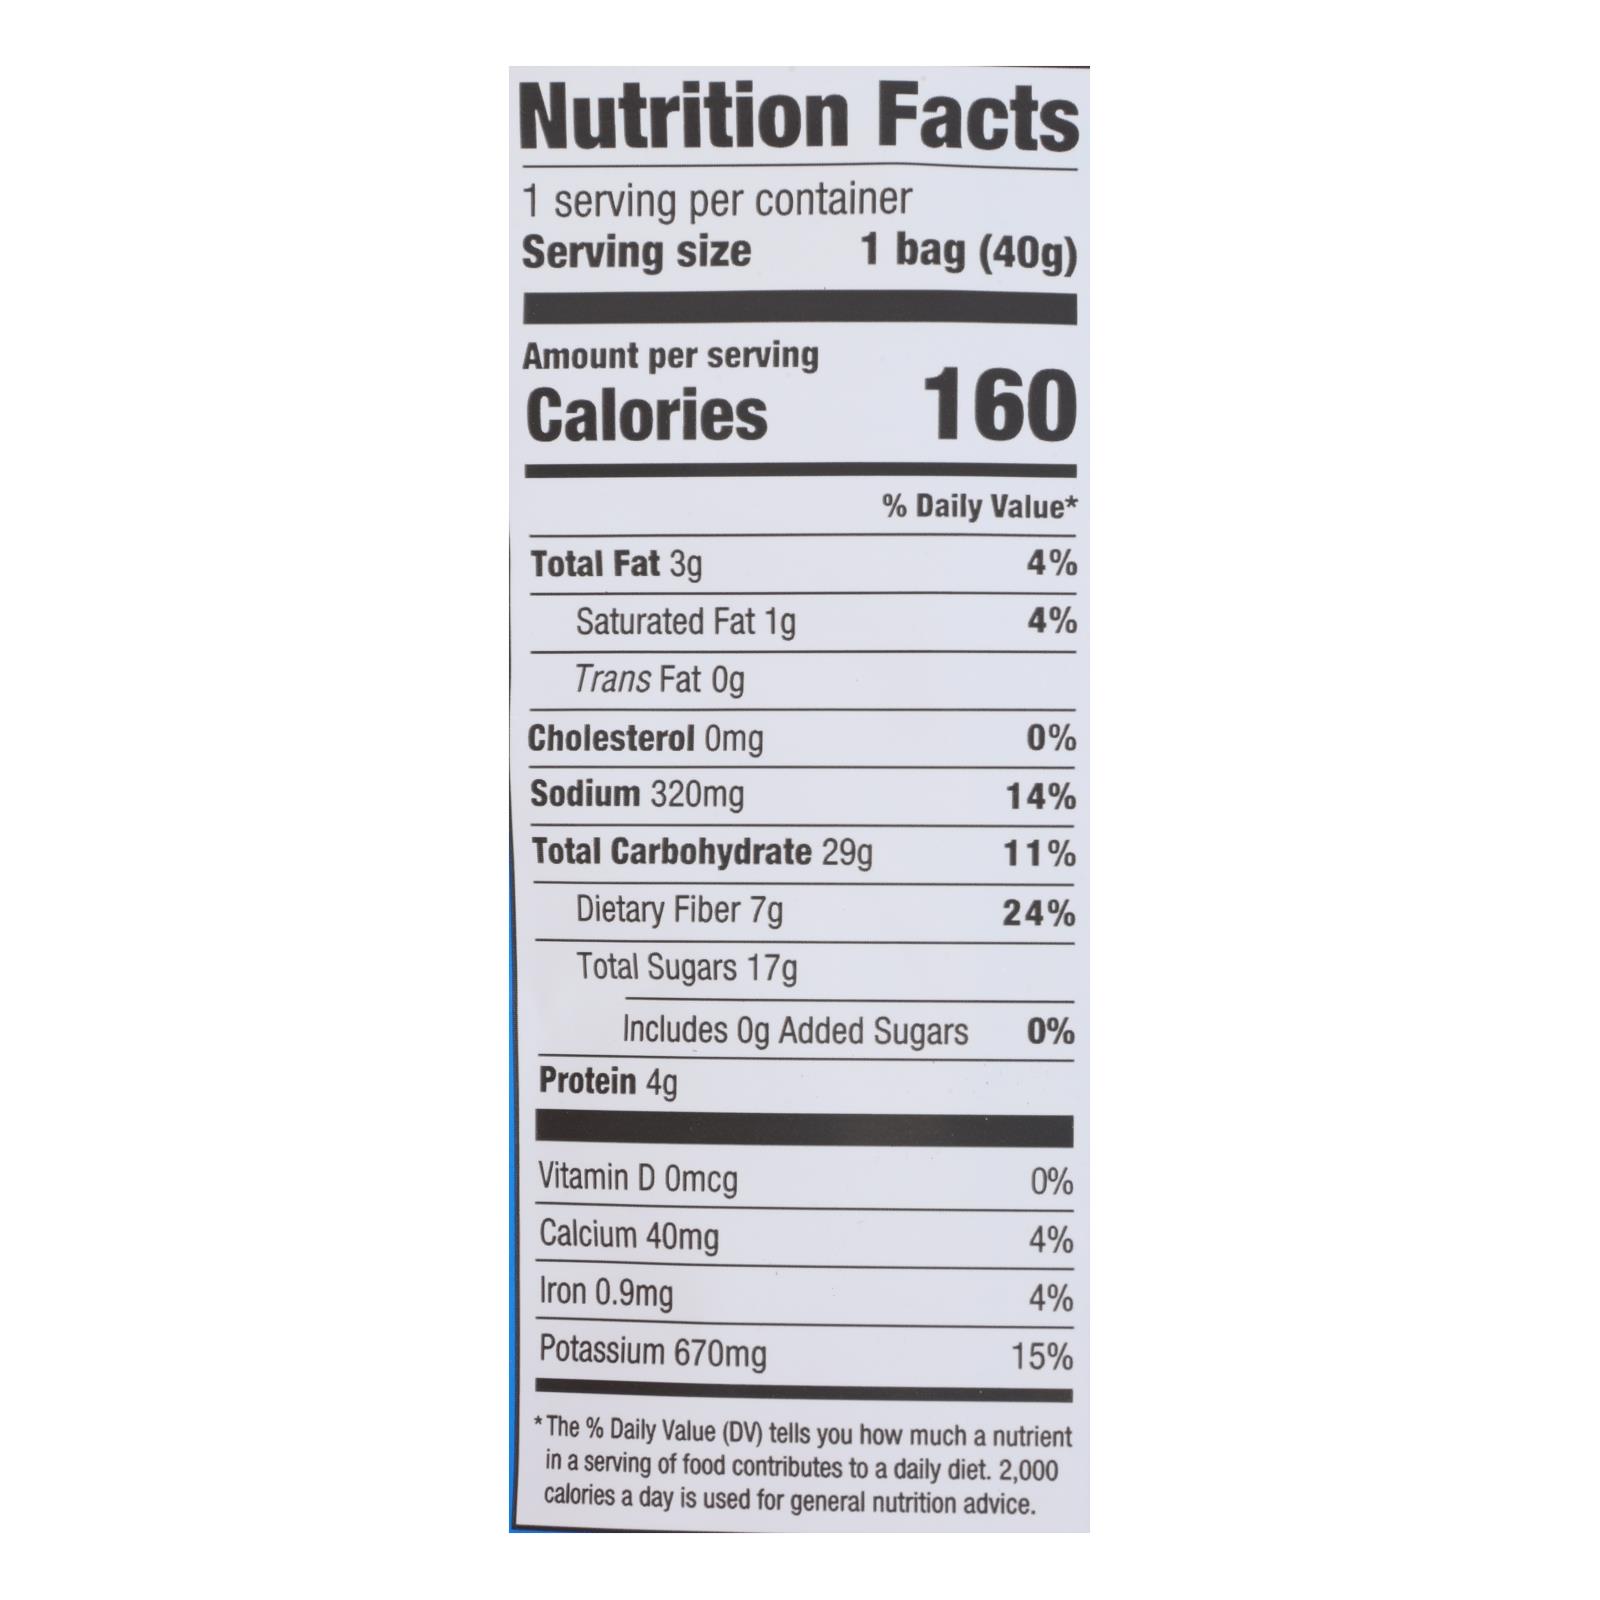 Nutrition Facts
1 serving per container
Serving size 1 bag (40g)
Amount per serving
Calories 160
% Daily Value*
Total Fat 3g 4%
Saturated Fat 1g 4%
Trans Fat 0g
Cholesterol 0mg 0%
Sodium 320mg 14%
Total Carbohydrate 29g 11%
Dietary Fiber 7g 24%
Total Sugars 17g
Includes 0g Added Sugars 0%
Protein 4g
Vitamin D 0mcg 0%
Calcium 40mg 4%
Iron 0.9mg 4%
Potassium 670mg 15%
* The % Daily Value (DV) tells you how much a nutrient
in a serving of food contributes to a daily diet. 2,000
calories a day is used for general nutrition advice.